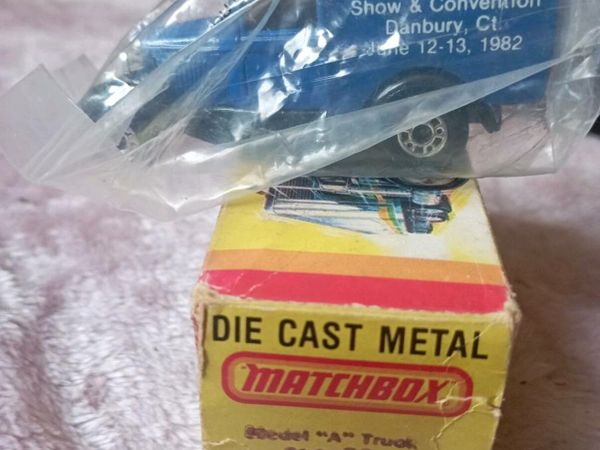 Show & Convention
Danbury, Ct.
June 12-13, 1982
DIE CAST METAL
MATCHBOX
Model "A" Truck